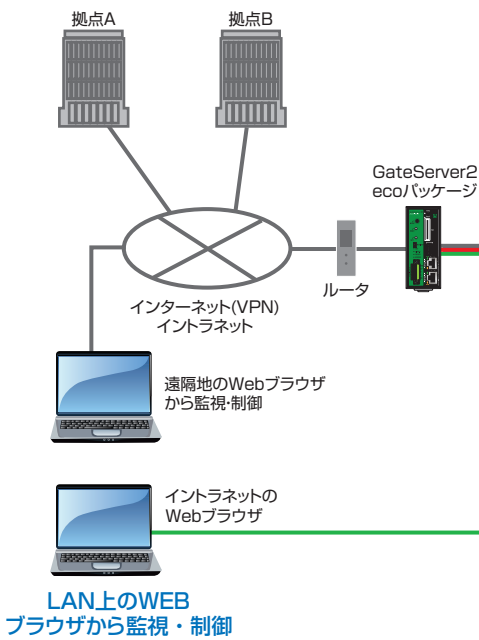 拠点A
拠点B
GateServer2
ecoパッケージ
ルータ
インターネット(VPN)
イントラネット
遠隔地のWebブラウザ
から監視・制御
イントラネットの
Webブラウザ
LAN上のWEB
ブラウザから監視・制御